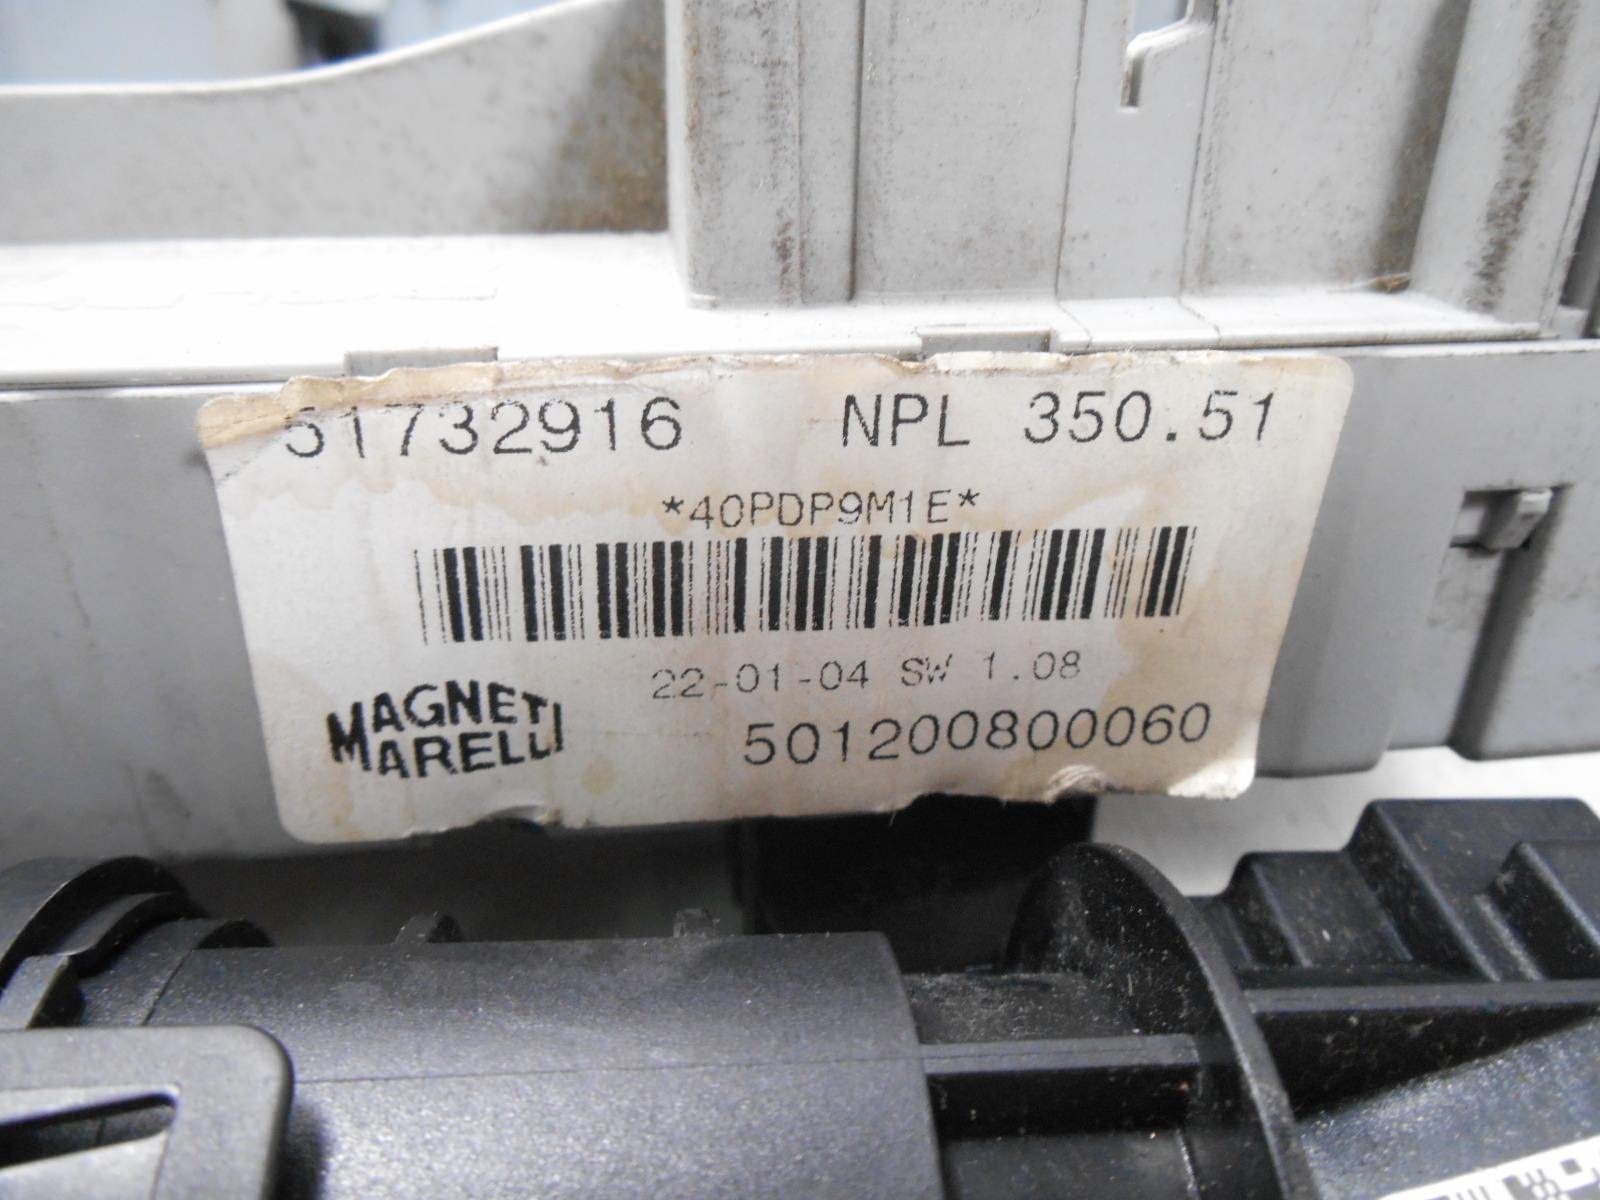 51732916 NPL 350.51
*40PDP9M1E*
22-01-04 SW 1.08
MAGNETI
MARELLI
501200800060